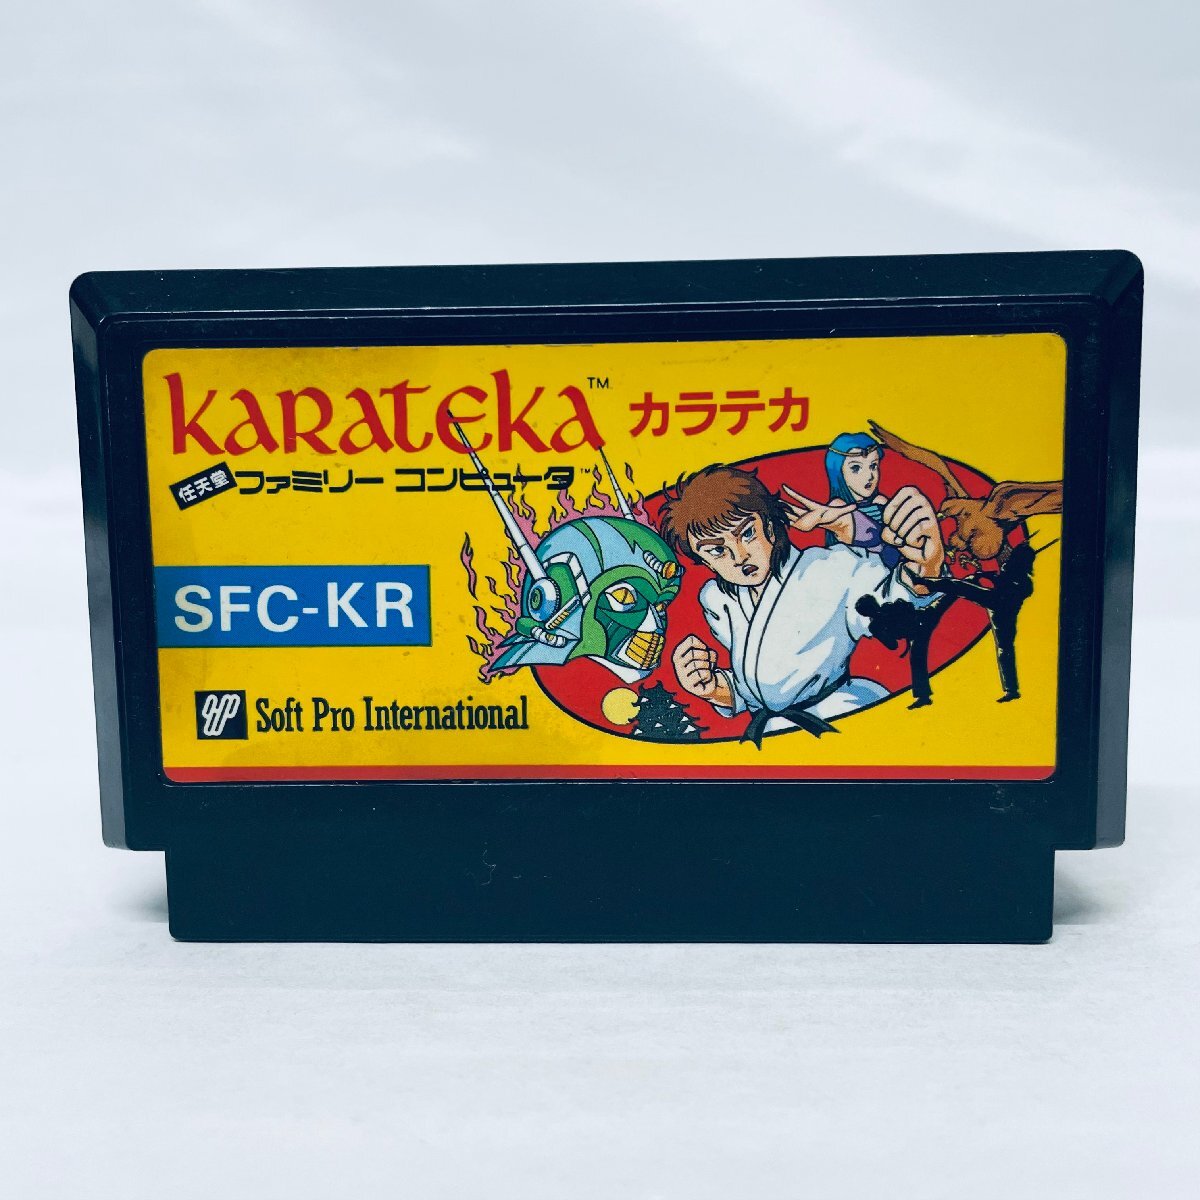 KARATEKA™ カラテカ
任天堂 ファミリー コンピュータ™
SFC-KR
Soft Pro International